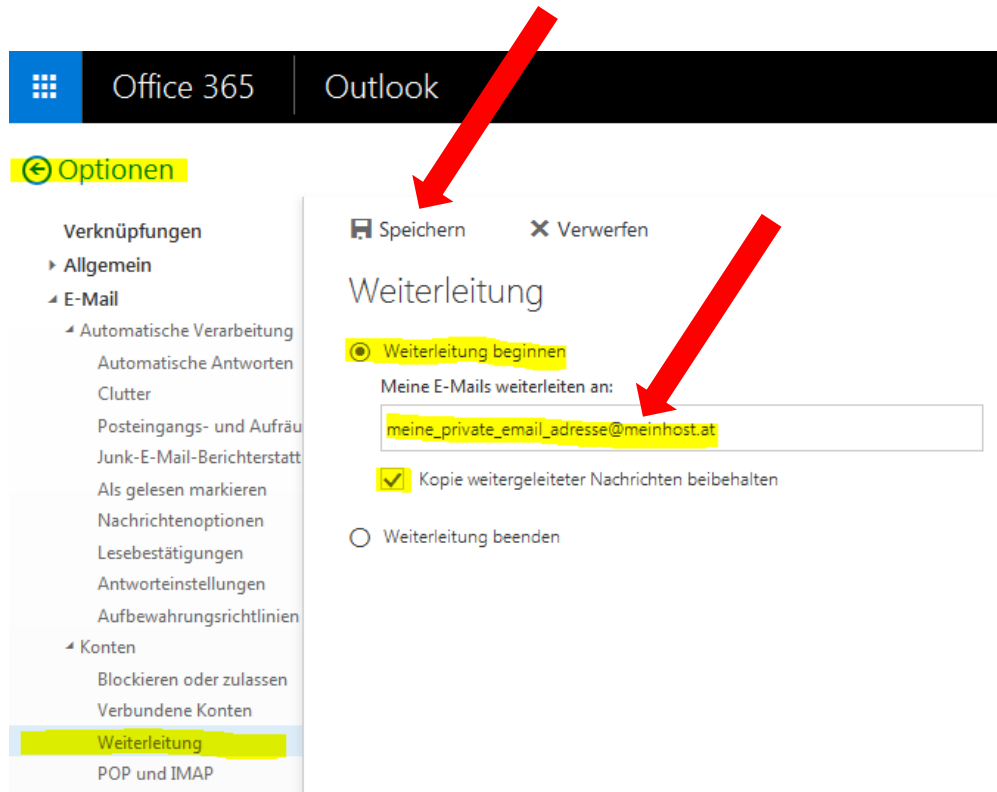 Office 365 Outlook
Optionen
Verknüpfungen
Allgemein
E-Mail
Automatische Verarbeitung
Automatische Antworten
Clutter
Posteingangs- und Aufräu
Junk-E-Mail-Berichterstatt
Als gelesen markieren
Nachrichtenoptionen
Lesebestätigungen
Antworteinstellungen
Aufbewahrungsrichtlinien
Konten
Blockieren oder zulassen
Verbundene Konten
Weiterleitung
POP und IMAP
Speichern Verwerfen
Weiterleitung
Weiterleitung beginnen
Meine E-Mails weiterleiten an:
meine_private_email_adresse@meinhost.at
Kopie weitergeleiteter Nachrichten beibehalten
Weiterleitung beenden